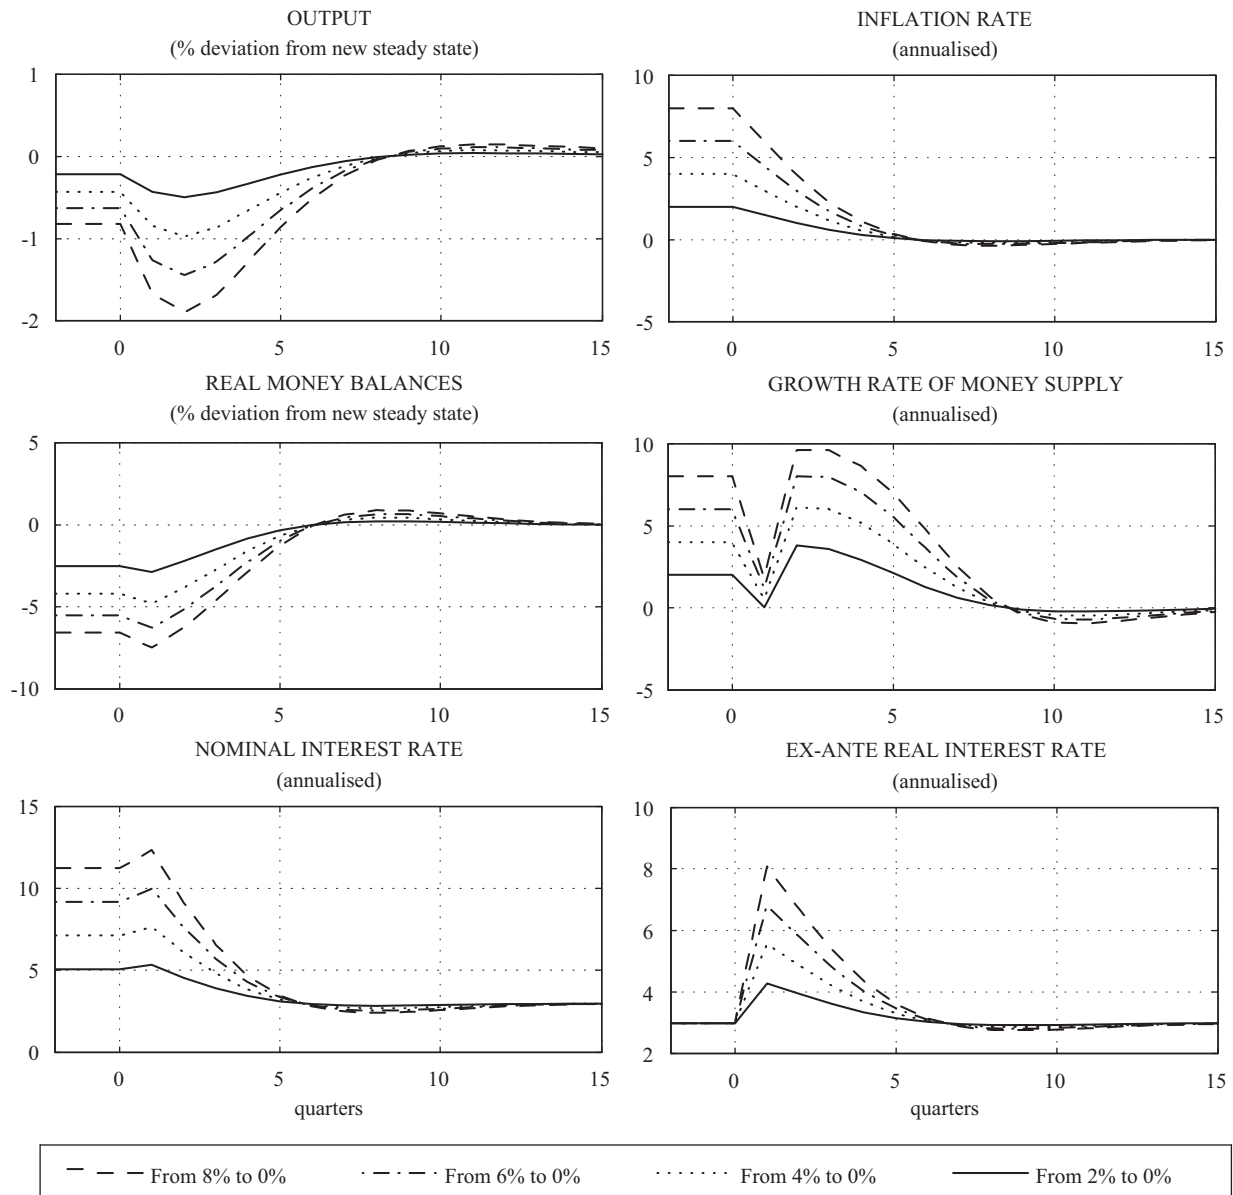 OUTPUT
(% deviation from new steady state)
1
0
-1
-2
0 5 10 15
INFLATION RATE
(annualised)
10
5
0
-5
0 5 10 15
REAL MONEY BALANCES
(% deviation from new steady state)
5
0
-5
-10
0 5 10 15
GROWTH RATE OF MONEY SUPPLY
(annualised)
10
5
0
-5
0 5 10 15
NOMINAL INTEREST RATE
(annualised)
15
10
5
0
0 5 10 15
quarters
EX-ANTE REAL INTEREST RATE
(annualised)
10
8
6
4
2
0 5 10 15
quarters
From 8% to 0% From 6% to 0% From 4% to 0% From 2% to 0%